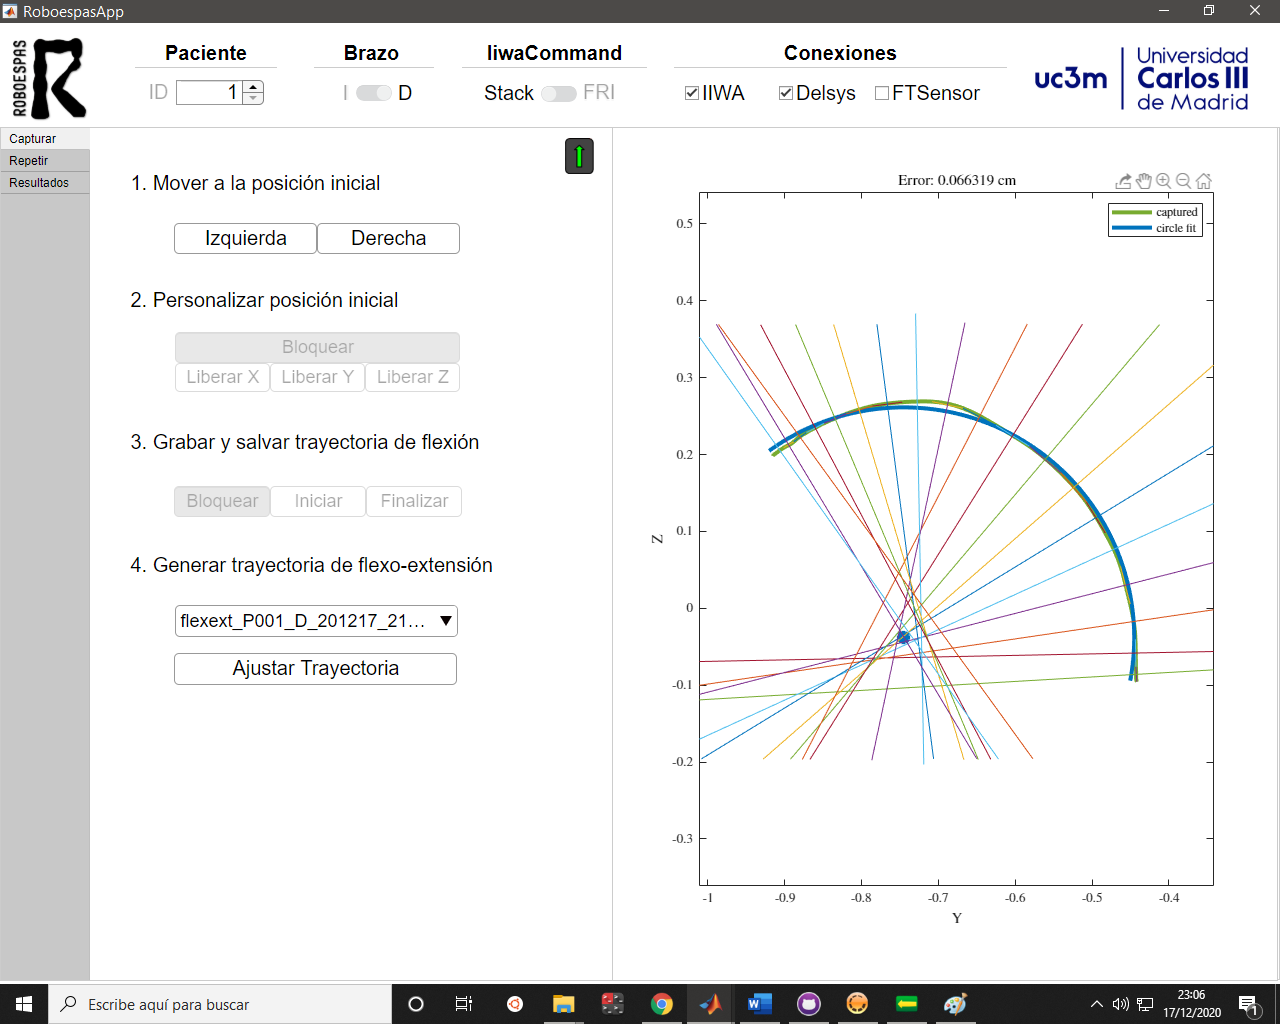 RoboespasApp
ROBOESPAS
Paciente
Brazo
IiwaCommand
Conexiones
ID 1
I D
Stack FRI
IIWA
Delsys
FTSensor
uc3m
Universidad
Carlos III
de Madrid
Capturar
Repetir
Resultados
1. Mover a la posición inicial
Izquierda
Derecha
2. Personalizar posición inicial
Bloquear
Liberar X
Liberar Y
Liberar Z
3. Grabar y salvar trayectoria de flexión
Bloquear
Iniciar
Finalizar
4. Generar trayectoria de flexo-extensión
flexext_P001_D_201217_21...
Ajustar Trayectoria
Error: 0.066319 cm
captured
circle fit
0.5
0.4
0.3
0.2
0.1
0
-0.1
-0.2
-0.3
Z
-1 -0.9 -0.8 -0.7 -0.6 -0.5 -0.4
Y
Escribe aquí para buscar
23:06
17/12/2020
1